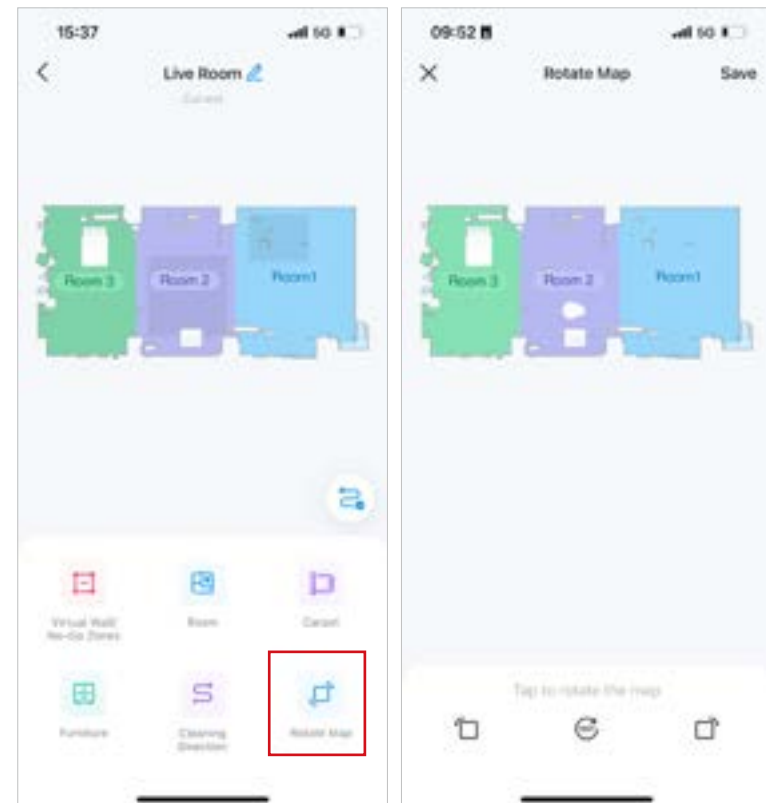 15:37
5G
Live Room
Current
Room 3
Room 2
Room1
Virtual Wall/
No-Go Zones
Room
Carpet
Furniture
Cleaning
Direction
Rotate Map
09:52
5G
Rotate Map
Save
Room 3
Room 2
Room1
Tap to rotate the map